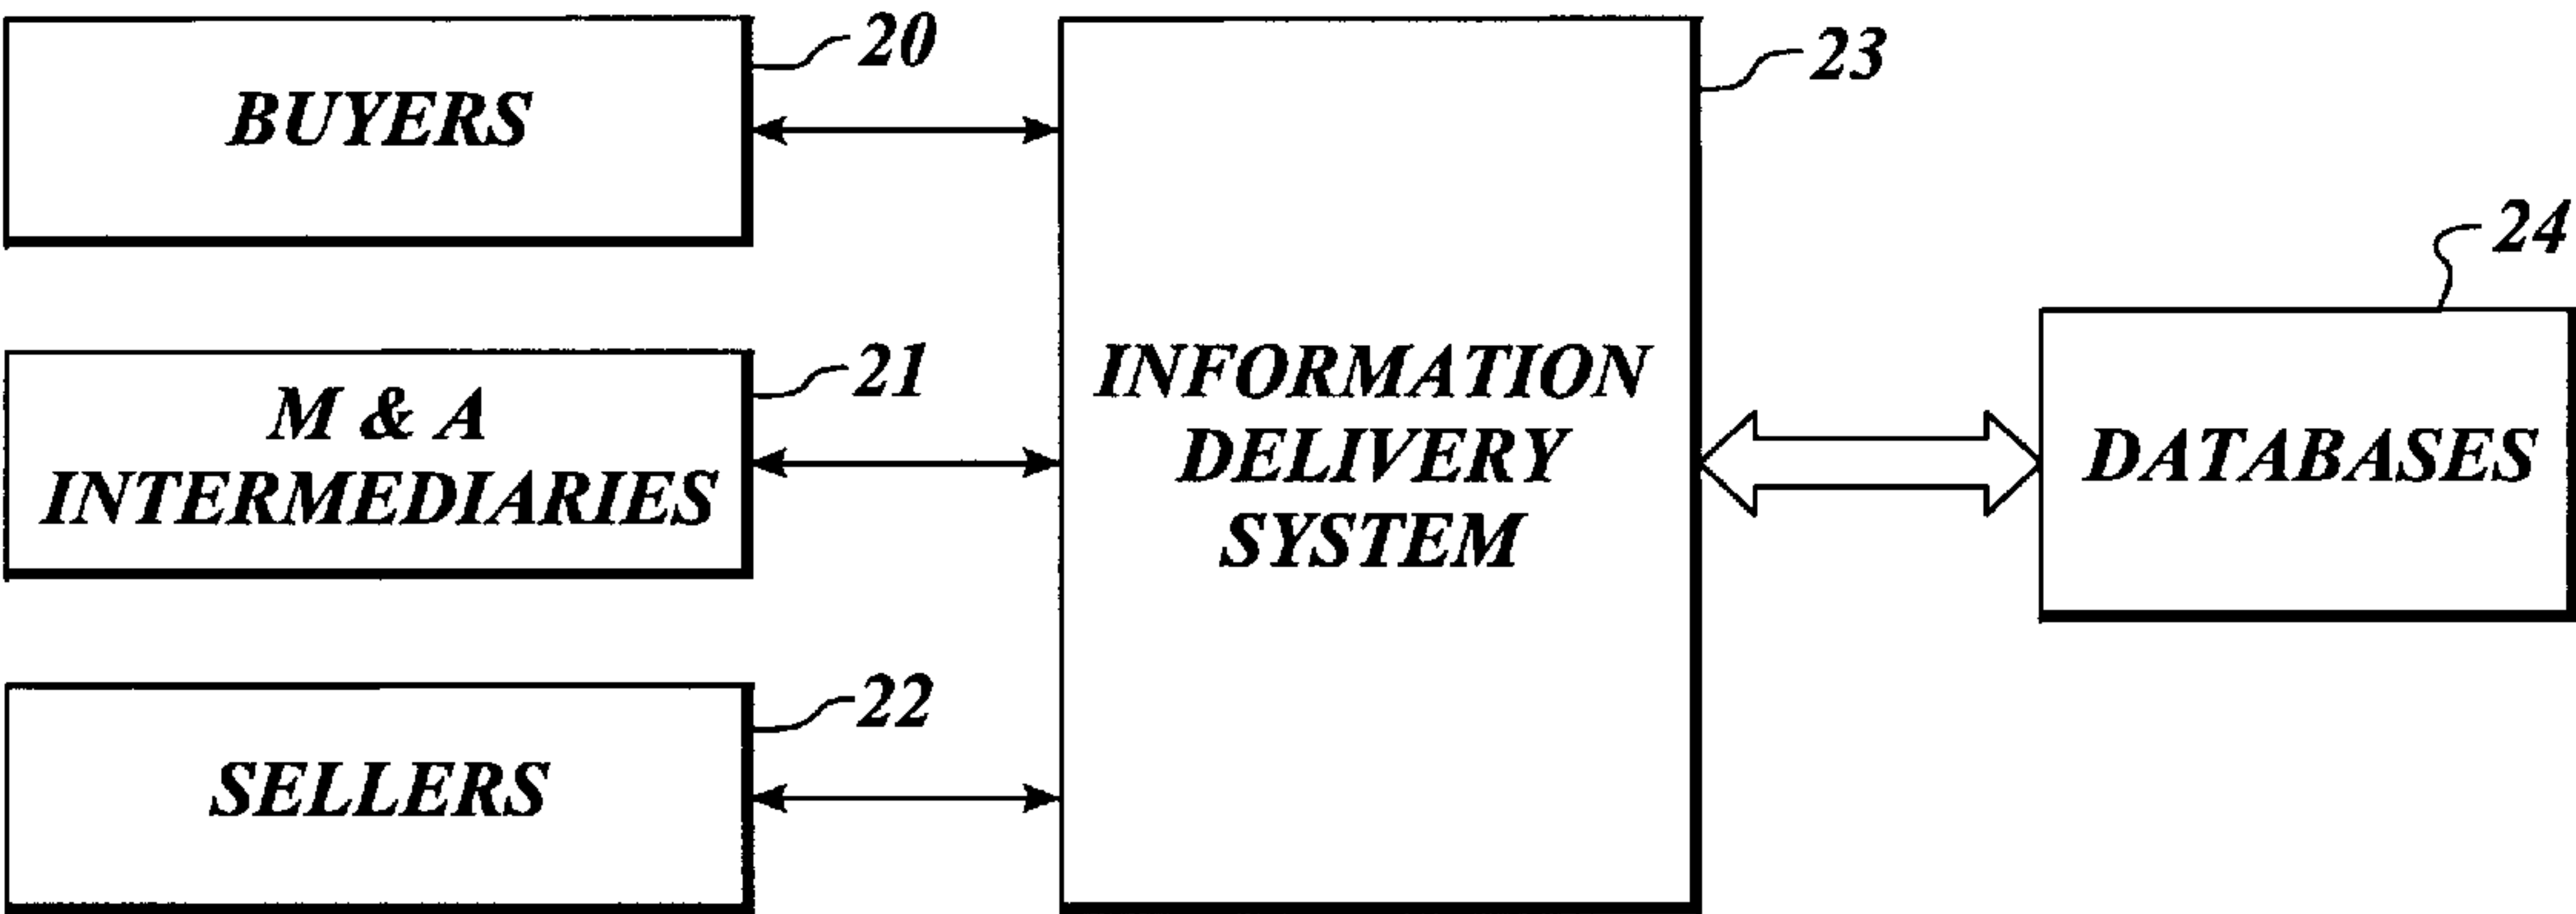 BUYERS
20
M & A
INTERMEDIARIES
21
SELLERS
22
INFORMATION
DELIVERY
SYSTEM
23
DATABASES
24